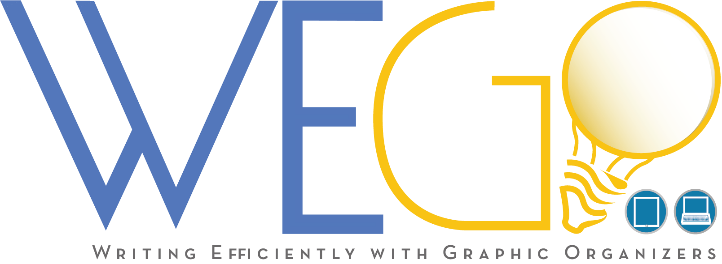 WEGO
WRITING EFFICIENTLY WITH GRAPHIC ORGANIZERS